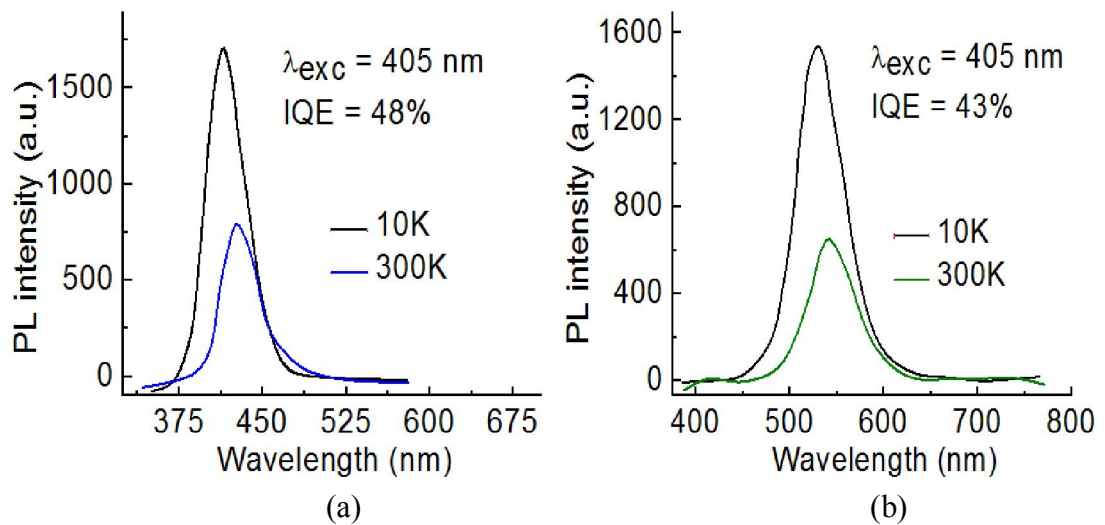 λexc = 405 nm
IQE = 48%
10K
300K
PL intensity (a.u.)
1500
1000
500
0
375 450 525 600 675
Wavelength (nm)
(a)
λexc = 405 nm
IQE = 43%
10K
300K
PL intensity (a.u.)
1600
1200
800
400
0
400 500 600 700 800
Wavelength (nm)
(b)